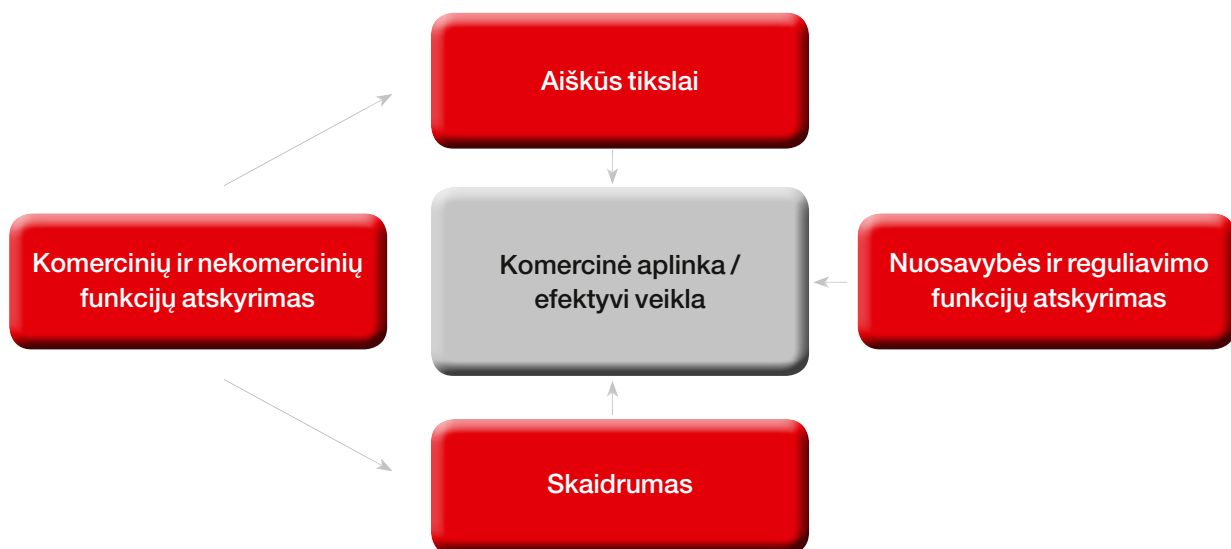 Aiškūs tikslai
Komercinių ir nekomercinių
funkcijų atskyrimas
Komercinė aplinka /
efektyvi veikla
Nuosavybės ir reguliavimo
funkcijų atskyrimas
Skaidrumas